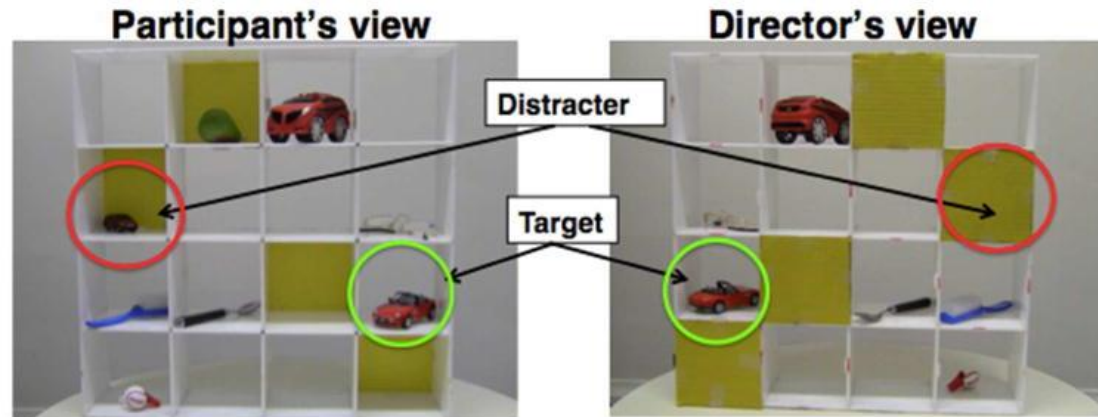 Participant's view
Director's view
Distracter
Target